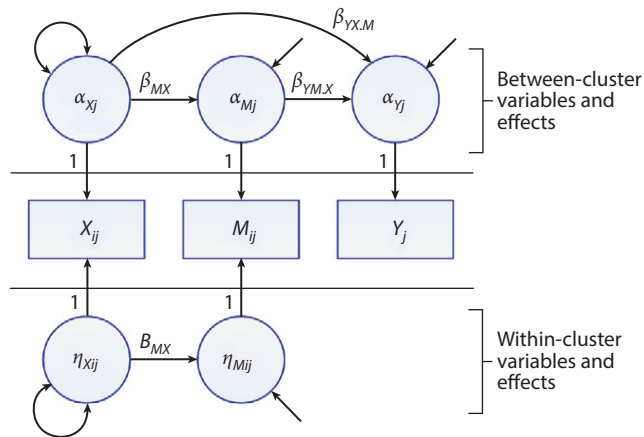 β_YX.M
α_Xj
β_MX
α_Mj
β_YM.X
α_Yj
Between-cluster
variables and
effects
1
1
1
X_ij
M_ij
Y_j
1
1
η_Xij
B_MX
η_Mij
Within-cluster
variables and
effects